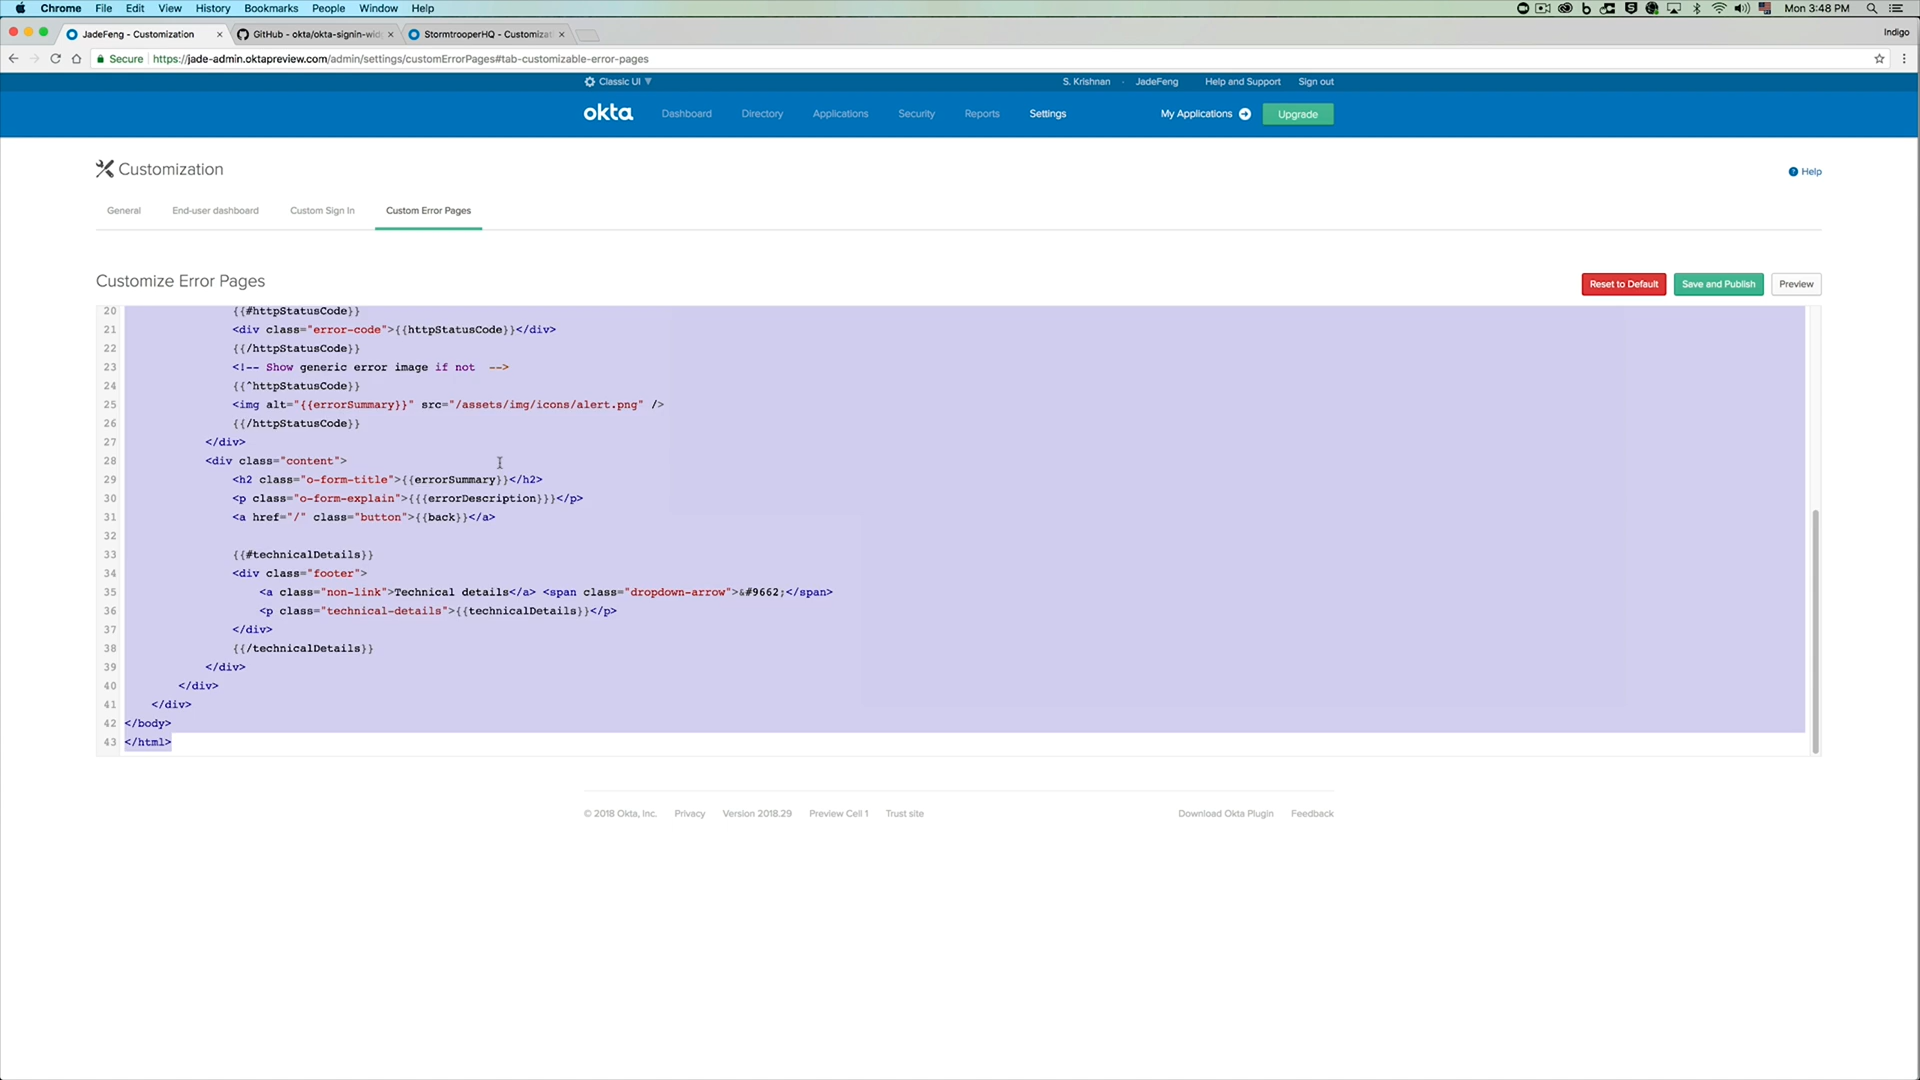 Chrome File Edit View History Bookmarks People Window Help Mon 3:48 PM
JadeFeng - Customization × GitHub - okta/okta-signin-wid × StormtrooperHQ - Customizat × Indigo
Secure https://jade-admin.oktapreview.com/admin/settings/customErrorPages#tab-customizable-error-pages
Classic UI S. Krishnan · JadeFeng Help and Support Sign out
okta Dashboard Directory Applications Security Reports Settings My Applications Upgrade
Customization
Help
General End-user dashboard Custom Sign In Custom Error Pages
Customize Error Pages Reset to Default Save and Publish Preview
20 {{#httpStatusCode}}
21 <div class="error-code">{{httpStatusCode}}</div>
22 {{/httpStatusCode}}
23 <!-- Show generic error image if not -->
24 {{^httpStatusCode}}
25 <img alt="{{errorSummary}}" src="/assets/img/icons/alert.png" />
26 {{/httpStatusCode}}
27 </div>
28 <div class="content">
29 <h2 class="o-form-title">{{errorSummary}}</h2>
30 <p class="o-form-explain">{{{errorDescription}}}</p>
31 <a href="/" class="button">{{back}}</a>
32
33 {{#technicalDetails}}
34 <div class="footer">
35 <a class="non-link">Technical details</a> <span class="dropdown-arrow">&#9662;</span>
36 <p class="technical-details">{{technicalDetails}}</p>
37 </div>
38 {{/technicalDetails}}
39 </div>
40 </div>
41 </div>
42 </body>
43 </html>
© 2018 Okta, Inc. Privacy Version 2018.29 Preview Cell 1 Trust site Download Okta Plugin Feedback